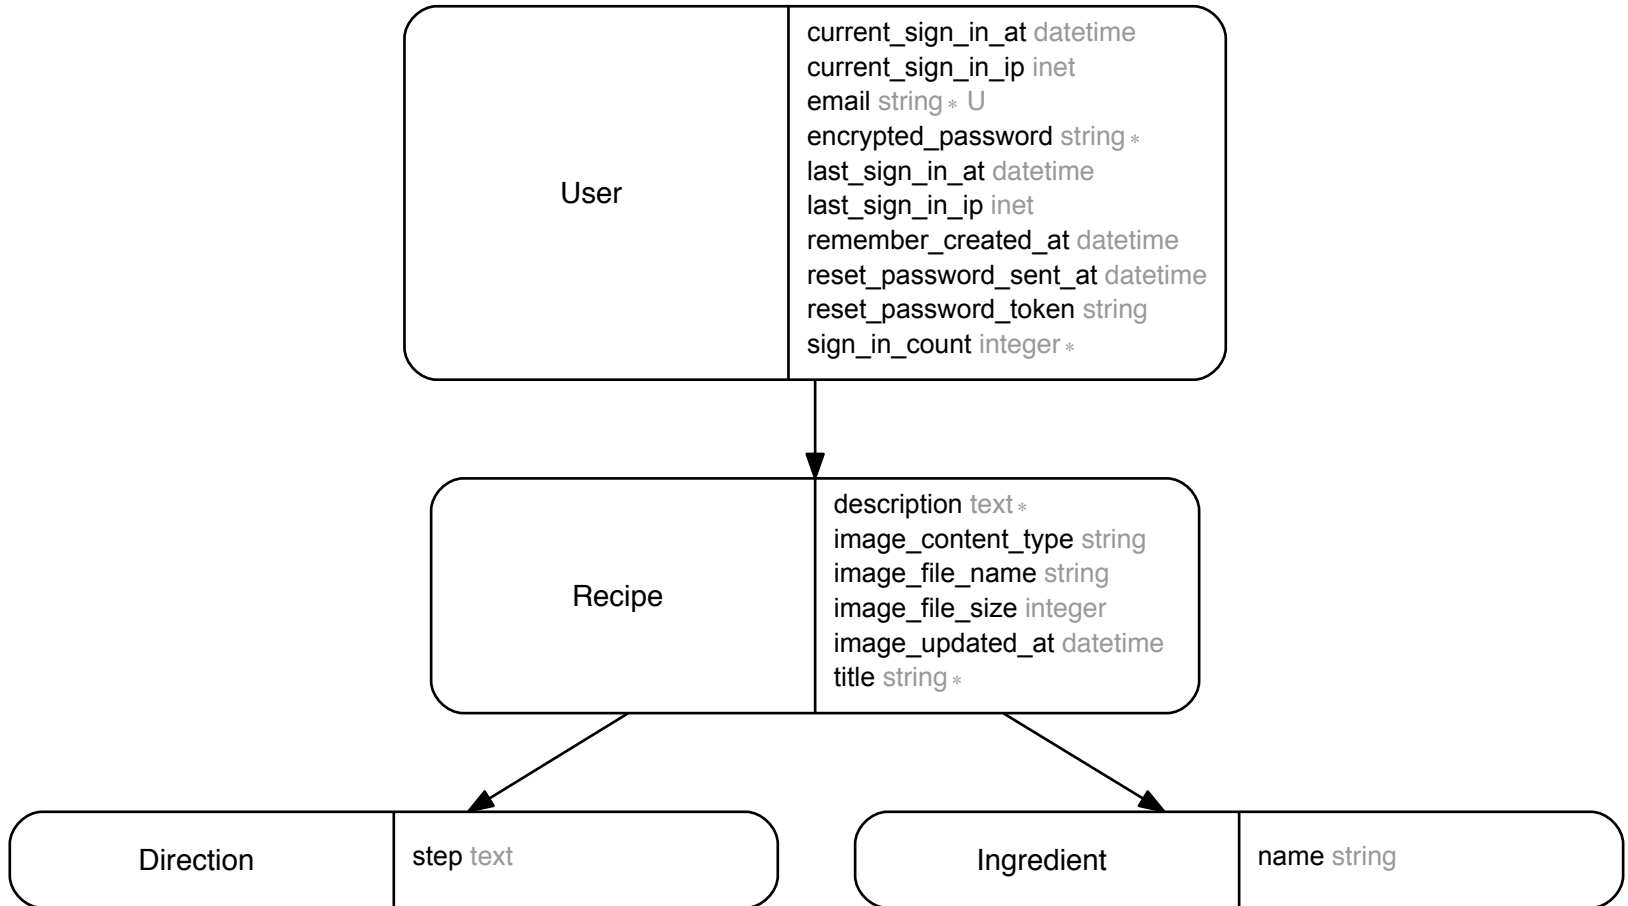 User
current_sign_in_at datetime
current_sign_in_ip inet
email string * U
encrypted_password string *
last_sign_in_at datetime
last_sign_in_ip inet
remember_created_at datetime
reset_password_sent_at datetime
reset_password_token string
sign_in_count integer *
Recipe
description text *
image_content_type string
image_file_name string
image_file_size integer
image_updated_at datetime
title string *
Direction
step text
Ingredient
name string